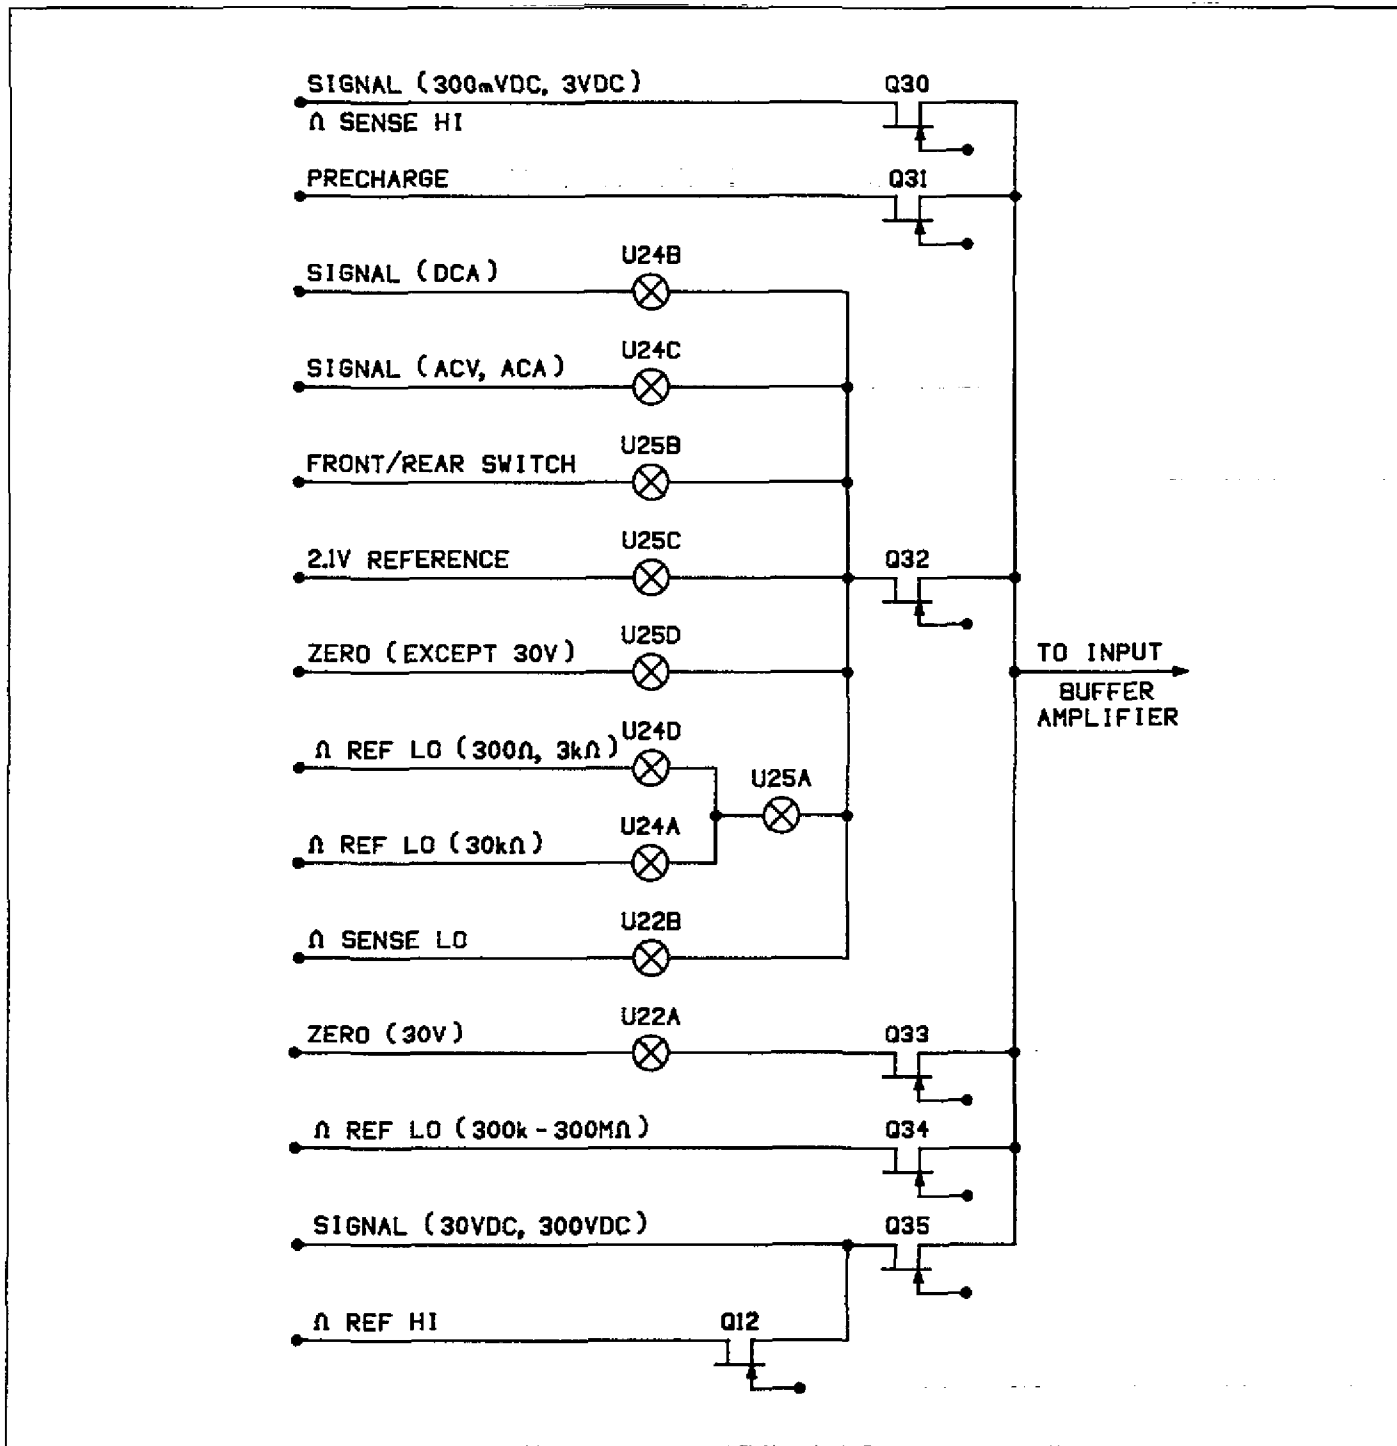 SIGNAL (300mVDC, 3VDC) Q30
Ω SENSE HI
PRECHARGE Q31
U24B
SIGNAL (DCA)
U24C
SIGNAL (ACV, ACA)
U25B
FRONT/REAR SWITCH
U25C
2.1V REFERENCE Q32
U25D
ZERO (EXCEPT 30V)
TO INPUT
BUFFER
AMPLIFIER
U24D
Ω REF LO (300Ω, 3kΩ)
U25A
U24A
Ω REF LO (30kΩ)
U22B
Ω SENSE LO
U22A
ZERO (30V) Q33
Ω REF LO (300k-300MΩ) Q34
SIGNAL (30VDC, 300VDC) Q35
Ω REF HI Q12